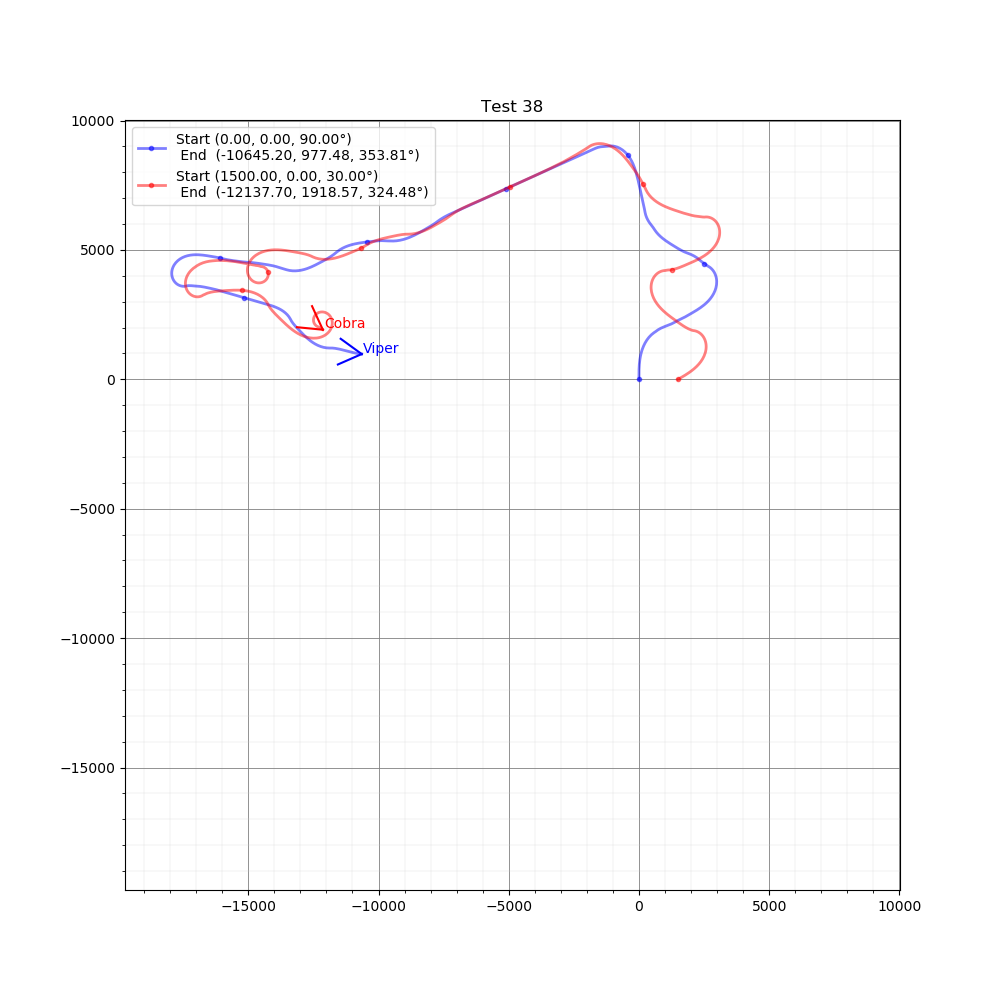 Test 38
10000
5000
0
−5000
−10000
−15000
Start (0.00, 0.00, 90.00°)
End  (-10645.20, 977.48, 353.81°)
Start (1500.00, 0.00, 30.00°)
End  (-12137.70, 1918.57, 324.48°)
Cobra
Viper
−15000 −10000 −5000 0 5000 10000